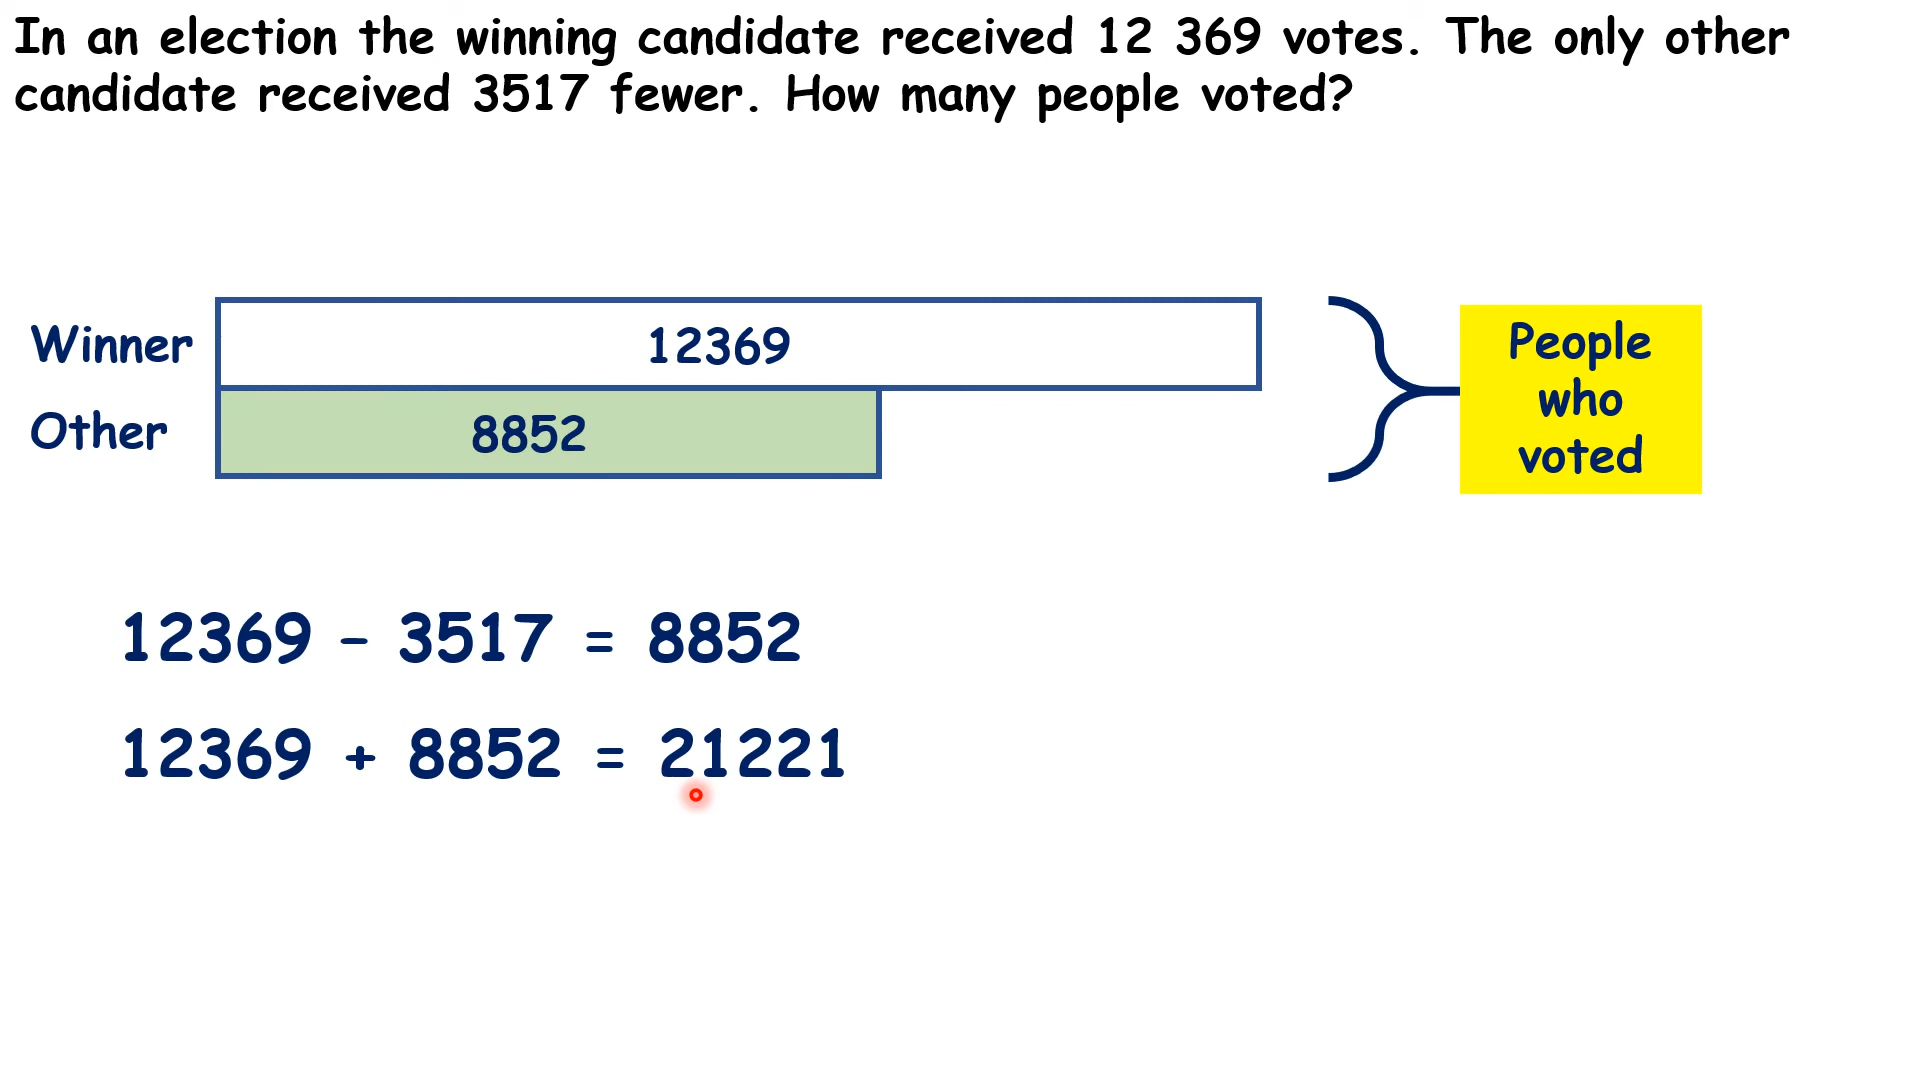 In an election the winning candidate received 12 369 votes. The only other
candidate received 3517 fewer. How many people voted?
Winner
12369
Other
8852
People
who
voted
12369 – 3517 = 8852
12369 + 8852 = 21221